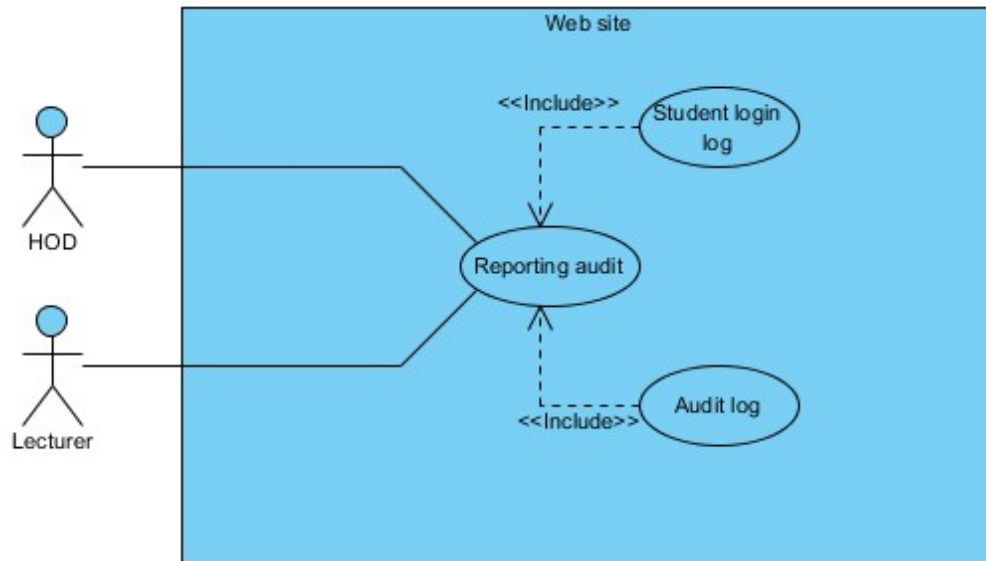 Web site
<<Include>>
Student login
log
HOD
Reporting audit
Audit log
<<Include>>
Lecturer